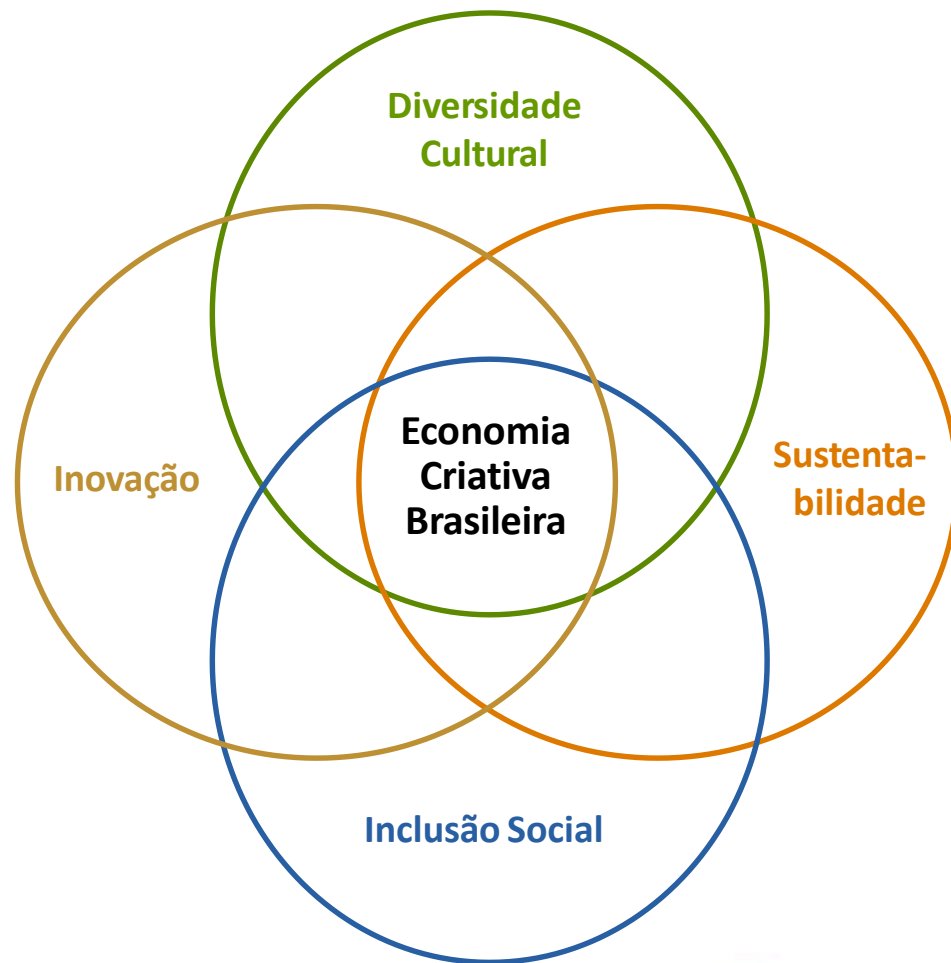 Diversidade
Cultural
Inovação
Economia
Criativa
Brasileira
Sustenta-
bilidade
Inclusão Social